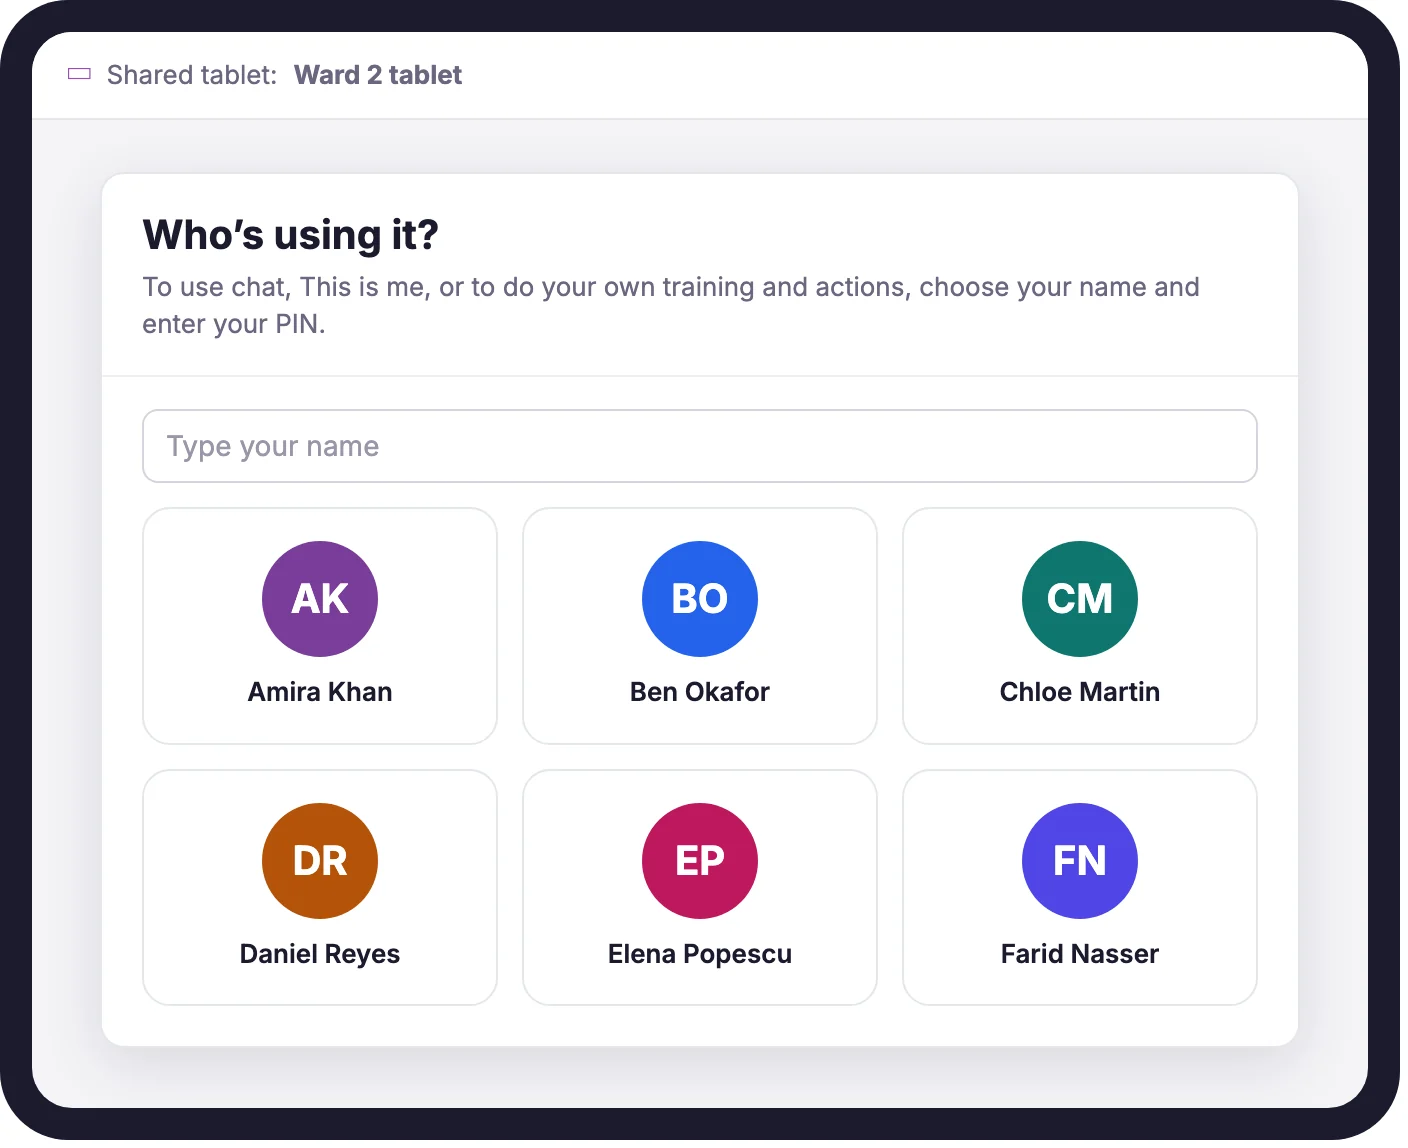 Shared tablet: Ward 2 tablet
Who’s using it?
To use chat, This is me, or to do your own training and actions, choose your name and
enter your PIN.
Type your name
AK
Amira Khan
BO
Ben Okafor
CM
Chloe Martin
DR
Daniel Reyes
EP
Elena Popescu
FN
Farid Nasser